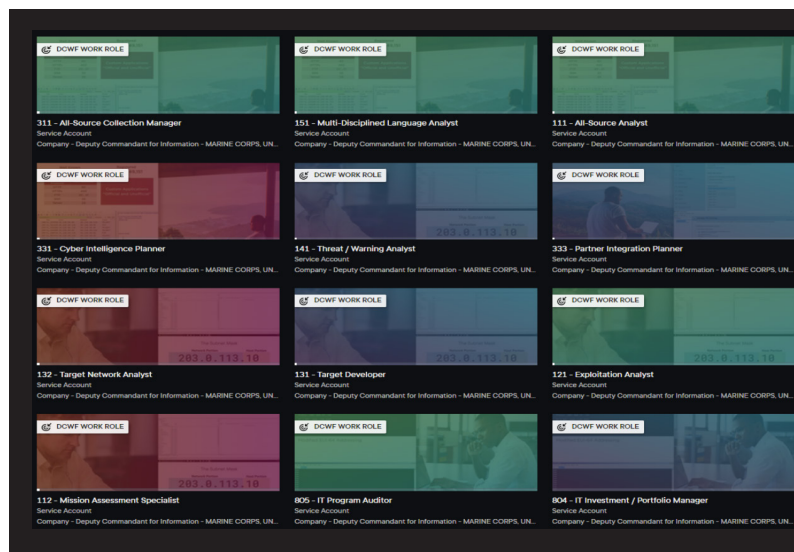 DCWF WORK ROLE
311 - All-Source Collection Manager
Service Account
Company - Deputy Commandant for Information - MARINE CORPS, UN...
DCWF WORK ROLE
151 - Multi-Disciplined Language Analyst
Service Account
Company - Deputy Commandant for Information - MARINE CORPS, UN...
DCWF WORK ROLE
111 - All-Source Analyst
Service Account
Company - Deputy Commandant for Information - MARINE CORPS, UN...
DCWF WORK ROLE
331 - Cyber Intelligence Planner
Service Account
Company - Deputy Commandant for Information - MARINE CORPS, UN...
DCWF WORK ROLE
203.0.113.10
141 - Threat / Warning Analyst
Service Account
Company - Deputy Commandant for Information - MARINE CORPS, UN...
DCWF WORK ROLE
333 - Partner Integration Planner
Service Account
Company - Deputy Commandant for Information - MARINE CORPS, UN...
DCWF WORK ROLE
203.0.113.10
132 - Target Network Analyst
Service Account
Company - Deputy Commandant for Information - MARINE CORPS, UN...
DCWF WORK ROLE
203.0.113.10
131 - Target Developer
Service Account
Company - Deputy Commandant for Information - MARINE CORPS, UN...
DCWF WORK ROLE
203.0.113.10
121 - Exploitation Analyst
Service Account
Company - Deputy Commandant for Information - MARINE CORPS, UN...
DCWF WORK ROLE
203.0.113.10
112 - Mission Assessment Specialist
Service Account
Company - Deputy Commandant for Information - MARINE CORPS, UN...
DCWF WORK ROLE
805 - IT Program Auditor
Service Account
Company - Deputy Commandant for Information - MARINE CORPS, UN...
DCWF WORK ROLE
804 - IT Investment / Portfolio Manager
Service Account
Company - Deputy Commandant for Information - MARINE CORPS, UN...